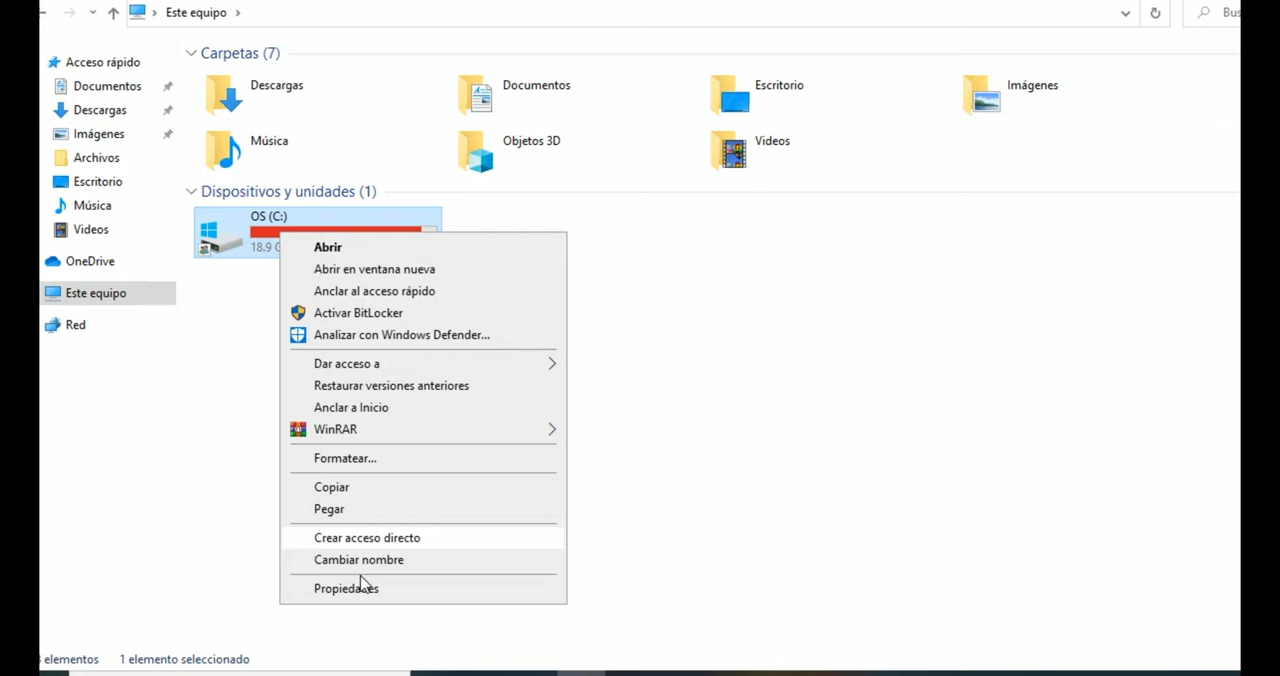 Este equipo
Bus
Acceso rápido
Documentos
Descargas
Imágenes
Archivos
Escritorio
Música
Videos
OneDrive
Este equipo
Red
Carpetas (7)
Descargas
Documentos
Escritorio
Imágenes
Música
Objetos 3D
Videos
Dispositivos y unidades (1)
OS (C:)
18.9 G
Abrir
Abrir en ventana nueva
Anclar al acceso rápido
Activar BitLocker
Analizar con Windows Defender...
Dar acceso a
Restaurar versiones anteriores
Anclar a Inicio
WinRAR
Formatear...
Copiar
Pegar
Crear acceso directo
Cambiar nombre
Propiedades
elementos
1 elemento seleccionado